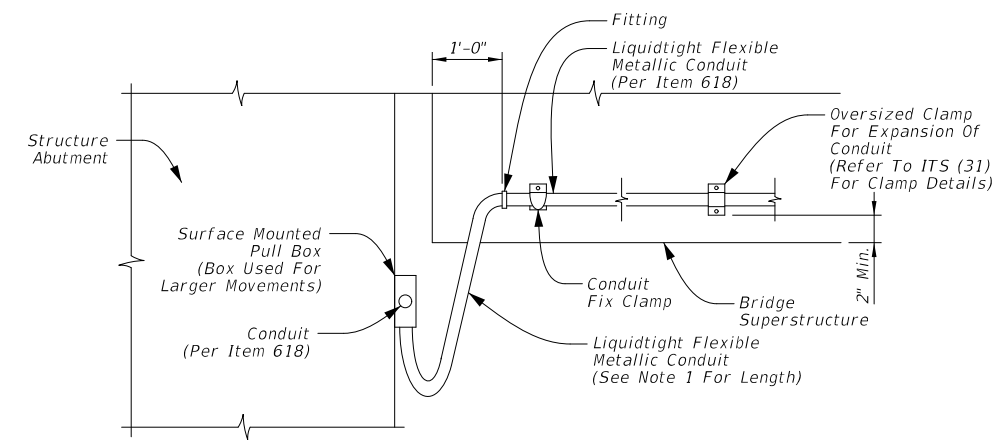 Fitting
1'-0"
Liquidtight Flexible
Metallic Conduit
(Per Item 618)
Oversized Clamp
For Expansion Of
Conduit
(Refer To ITS (31)
For Clamp Details)
Structure
Abutment
Surface Mounted
Pull Box
(Box Used For
Larger Movements)
2" Min.
Conduit
Fix Clamp
Bridge
Superstructure
Conduit
(Per Item 618)
Liquidtight Flexible
Metallic Conduit
(See Note 1 For Length)